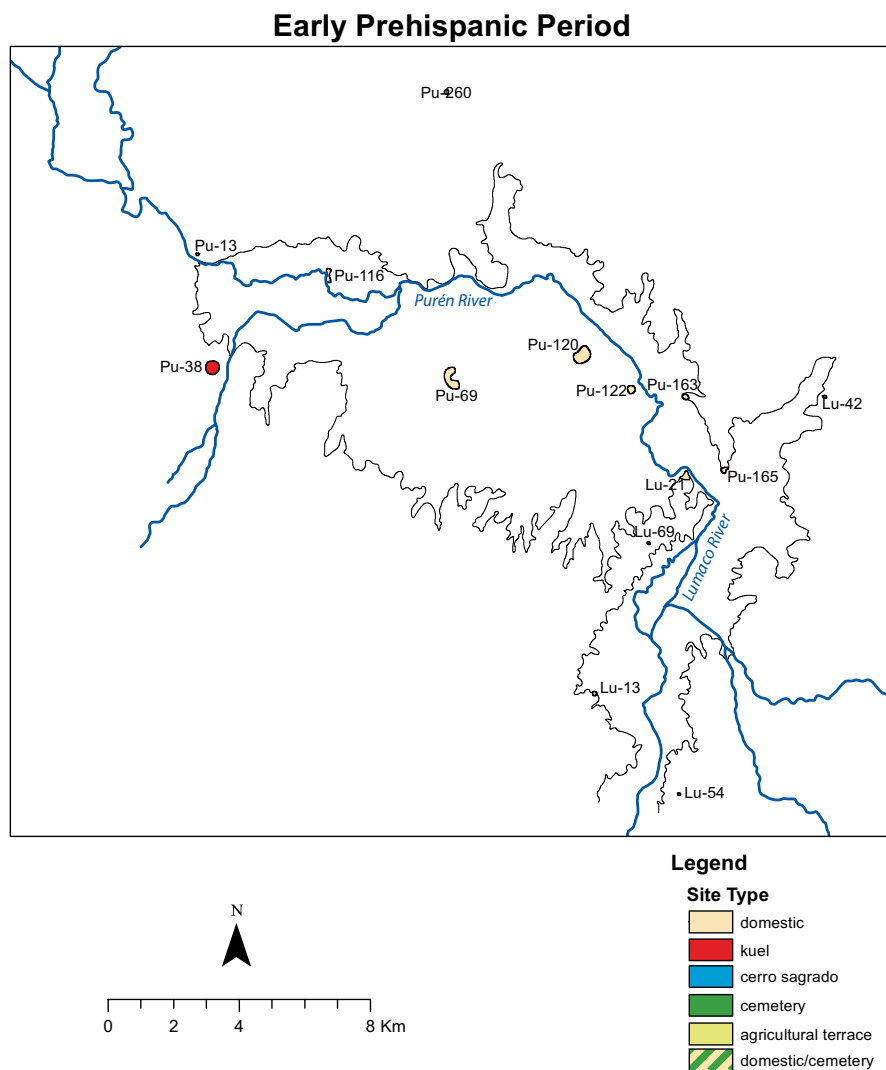 Early Prehispanic Period
Pu-260
Pu-13
Pu-116
Purén River
Pu-120
Pu-38
Pu-69
Pu-122
Pu-163
Lu-42
Lu-21
Pu-165
Lu-69
Lumaco River
Lu-13
Lu-54
Legend
Site Type
domestic
kuel
cerro sagrado
cemetery
agricultural terrace
domestic/cemetery
N
0 2 4 8 Km